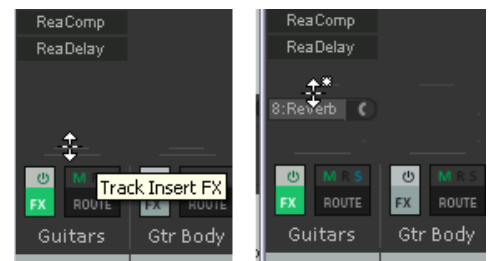 ReaComp
ReaDelay
M
Track Insert FX
FX
ROUTE
FX
ROUTE
Guitars
Gtr Body
ReaComp
ReaDelay
8:Reverb
M R S
M R S
FX
ROUTE
FX
ROUTE
Guitars
Gtr Body